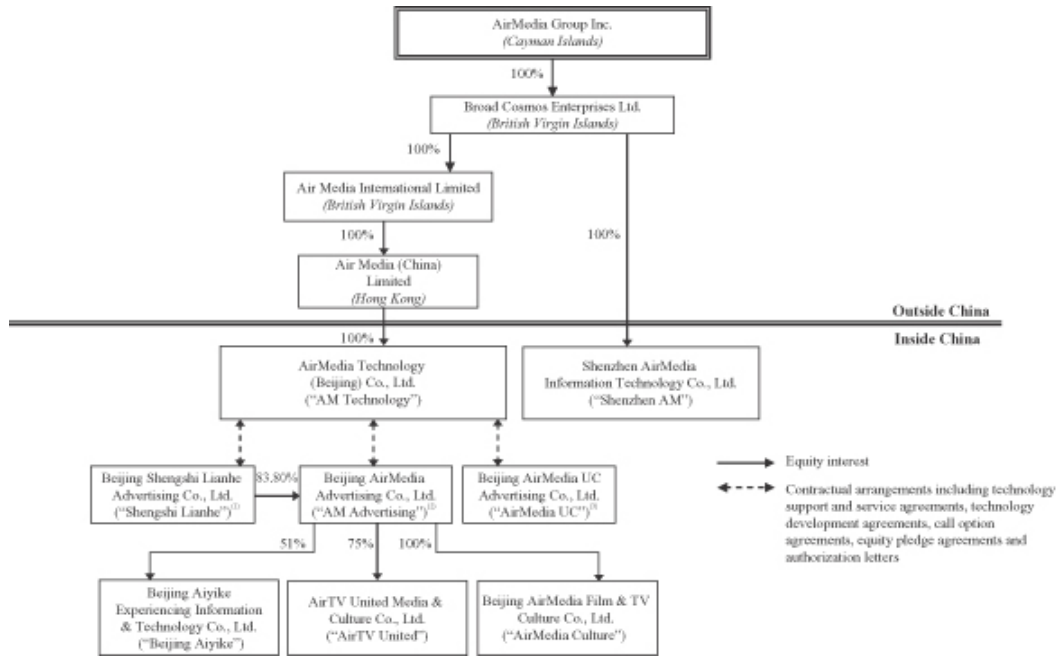 AirMedia Group Inc.
(Cayman Islands)
100%
Broad Cosmos Enterprises Ltd.
(British Virgin Islands)
100%
Air Media International Limited
(British Virgin Islands)
100%
100%
Air Media (China)
Limited
(Hong Kong)
Outside China
Inside China
100%
AirMedia Technology
(Beijing) Co., Ltd.
(“AM Technology”)
Shenzhen AirMedia
Information Technology Co., Ltd.
(“Shenzhen AM”)
Beijing Shengshi Lianhe
Advertising Co., Ltd.
(“Shengshi Lianhe”)
83.80%
Beijing AirMedia
Advertising Co., Ltd.
(“AM Advertising”)
Beijing AirMedia UC
Advertising Co., Ltd.
(“AirMedia UC”)
Equity interest
Contractual arrangements including technology
support and service agreements, technology
development agreements, call option
agreements, equity pledge agreements and
authorization letters
51%
75%
100%
Beijing Aiyike
Experiencing Information
& Technology Co., Ltd.
(“Beijing Aiyike”)
AirTV United Media &
Culture Co., Ltd.
(“AirTV United”)
Beijing AirMedia Film & TV
Culture Co., Ltd.
(“AirMedia Culture”)